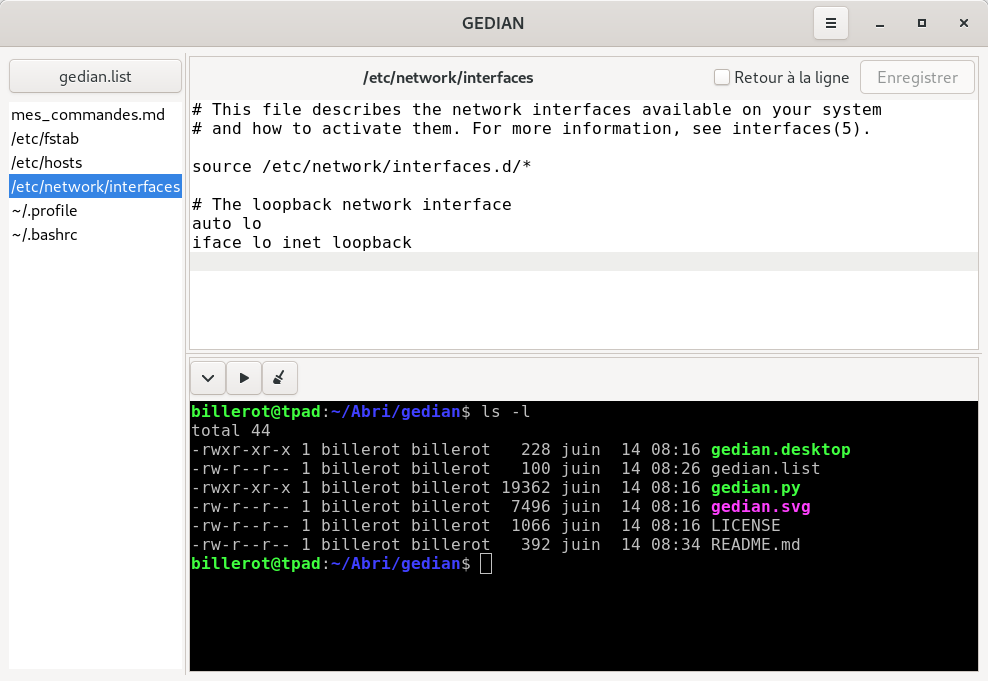 GEDIAN
gedian.list
mes_commandes.md
/etc/fstab
/etc/hosts
/etc/network/interfaces
~/.profile
~/.bashrc
/etc/network/interfaces
Retour à la ligne
Enregistrer
# This file describes the network interfaces available on your system
# and how to activate them. For more information, see interfaces(5).
source /etc/network/interfaces.d/*
# The loopback network interface
auto lo
iface lo inet loopback
billerot@tpad:~/Abri/gedian$ ls -l
total 44
-rwxr-xr-x 1 billerot billerot   228 juin  14 08:16 gedian.desktop
-rw-r--r-- 1 billerot billerot   100 juin  14 08:26 gedian.list
-rwxr-xr-x 1 billerot billerot 19362 juin  14 08:16 gedian.py
-rw-r--r-- 1 billerot billerot  7496 juin  14 08:16 gedian.svg
-rw-r--r-- 1 billerot billerot  1066 juin  14 08:16 LICENSE
-rw-r--r-- 1 billerot billerot   392 juin  14 08:34 README.md
billerot@tpad:~/Abri/gedian$